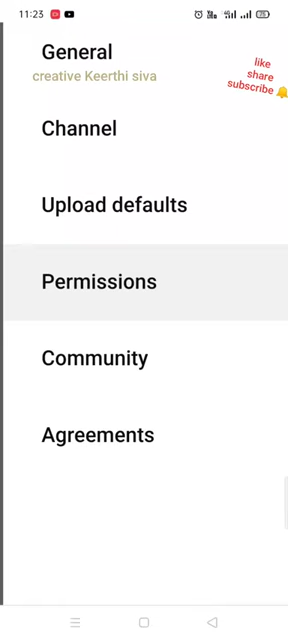 11:23
General
creative Keerthi siva
like
share
subscribe 🔔
Channel
Upload defaults
Permissions
Community
Agreements